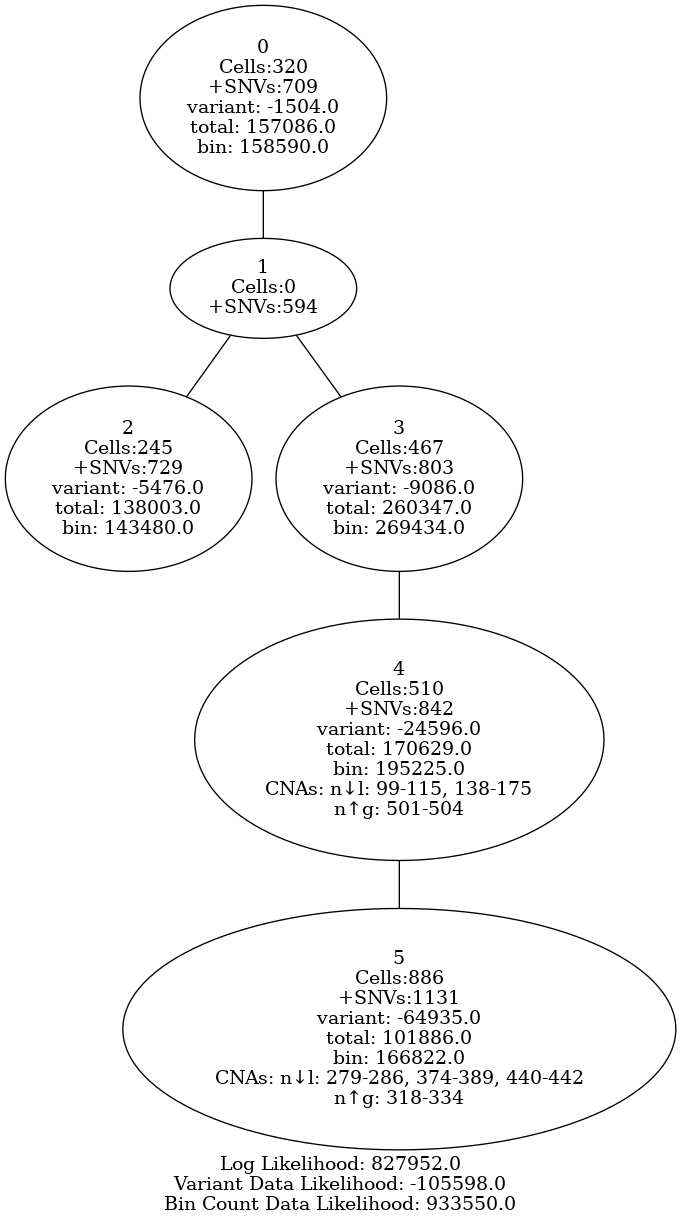 0
Cells:320
+SNVs:709
variant: -1504.0
total: 157086.0
bin: 158590.0
1
Cells:0
+SNVs:594
2
Cells:245
+SNVs:729
variant: -5476.0
total: 138003.0
bin: 143480.0
3
Cells:467
+SNVs:803
variant: -9086.0
total: 260347.0
bin: 269434.0
4
Cells:510
+SNVs:842
variant: -24596.0
total: 170629.0
bin: 195225.0
CNAs: n↓l: 99-115, 138-175
n↑g: 501-504
5
Cells:886
+SNVs:1131
variant: -64935.0
total: 101886.0
bin: 166822.0
CNAs: n↓l: 279-286, 374-389, 440-442
n↑g: 318-334
Log Likelihood: 827952.0
Variant Data Likelihood: -105598.0
Bin Count Data Likelihood: 933550.0